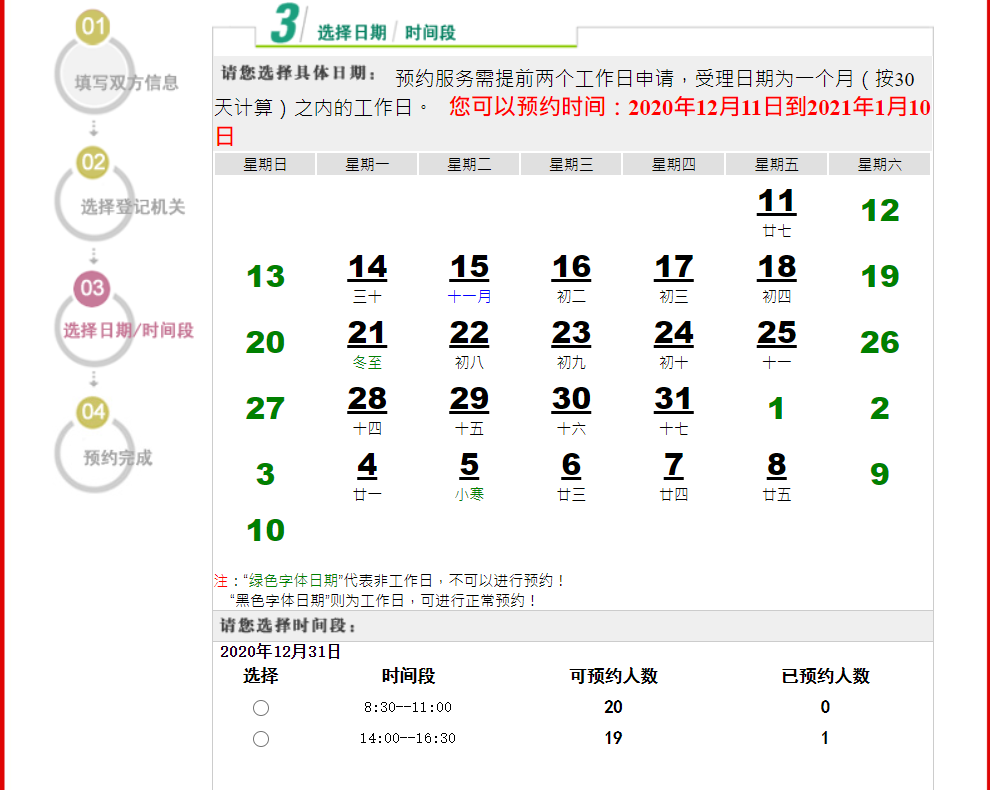 01
填写双方信息
02
选择登记机关
03
选择日期/时间段
04
预约完成
3 选择日期 / 时间段
请您选择具体日期： 预约服务需提前两个工作日申请，受理日期为一个月（按30
天计算）之内的工作日。 您可以预约时间：2020年12月11日到2021年1月10
日
星期日 星期一 星期二 星期三 星期四 星期五 星期六
11 12
廿七
13 14 15 16 17 18 19
三十 十一月 初二 初三 初四
20 21 22 23 24 25 26
冬至 初八 初九 初十 十一
27 28 29 30 31 1 2
十四 十五 十六 十七
3 4 5 6 7 8 9
廿一 小寒 廿三 廿四 廿五
10
注：“绿色字体日期”代表非工作日，不可以进行预约！
“黑色字体日期”则为工作日，可进行正常预约！
请您选择时间段：
2020年12月31日
选择 时间段 可预约人数 已预约人数
8:30--11:00 20 0
14:00--16:30 19 1